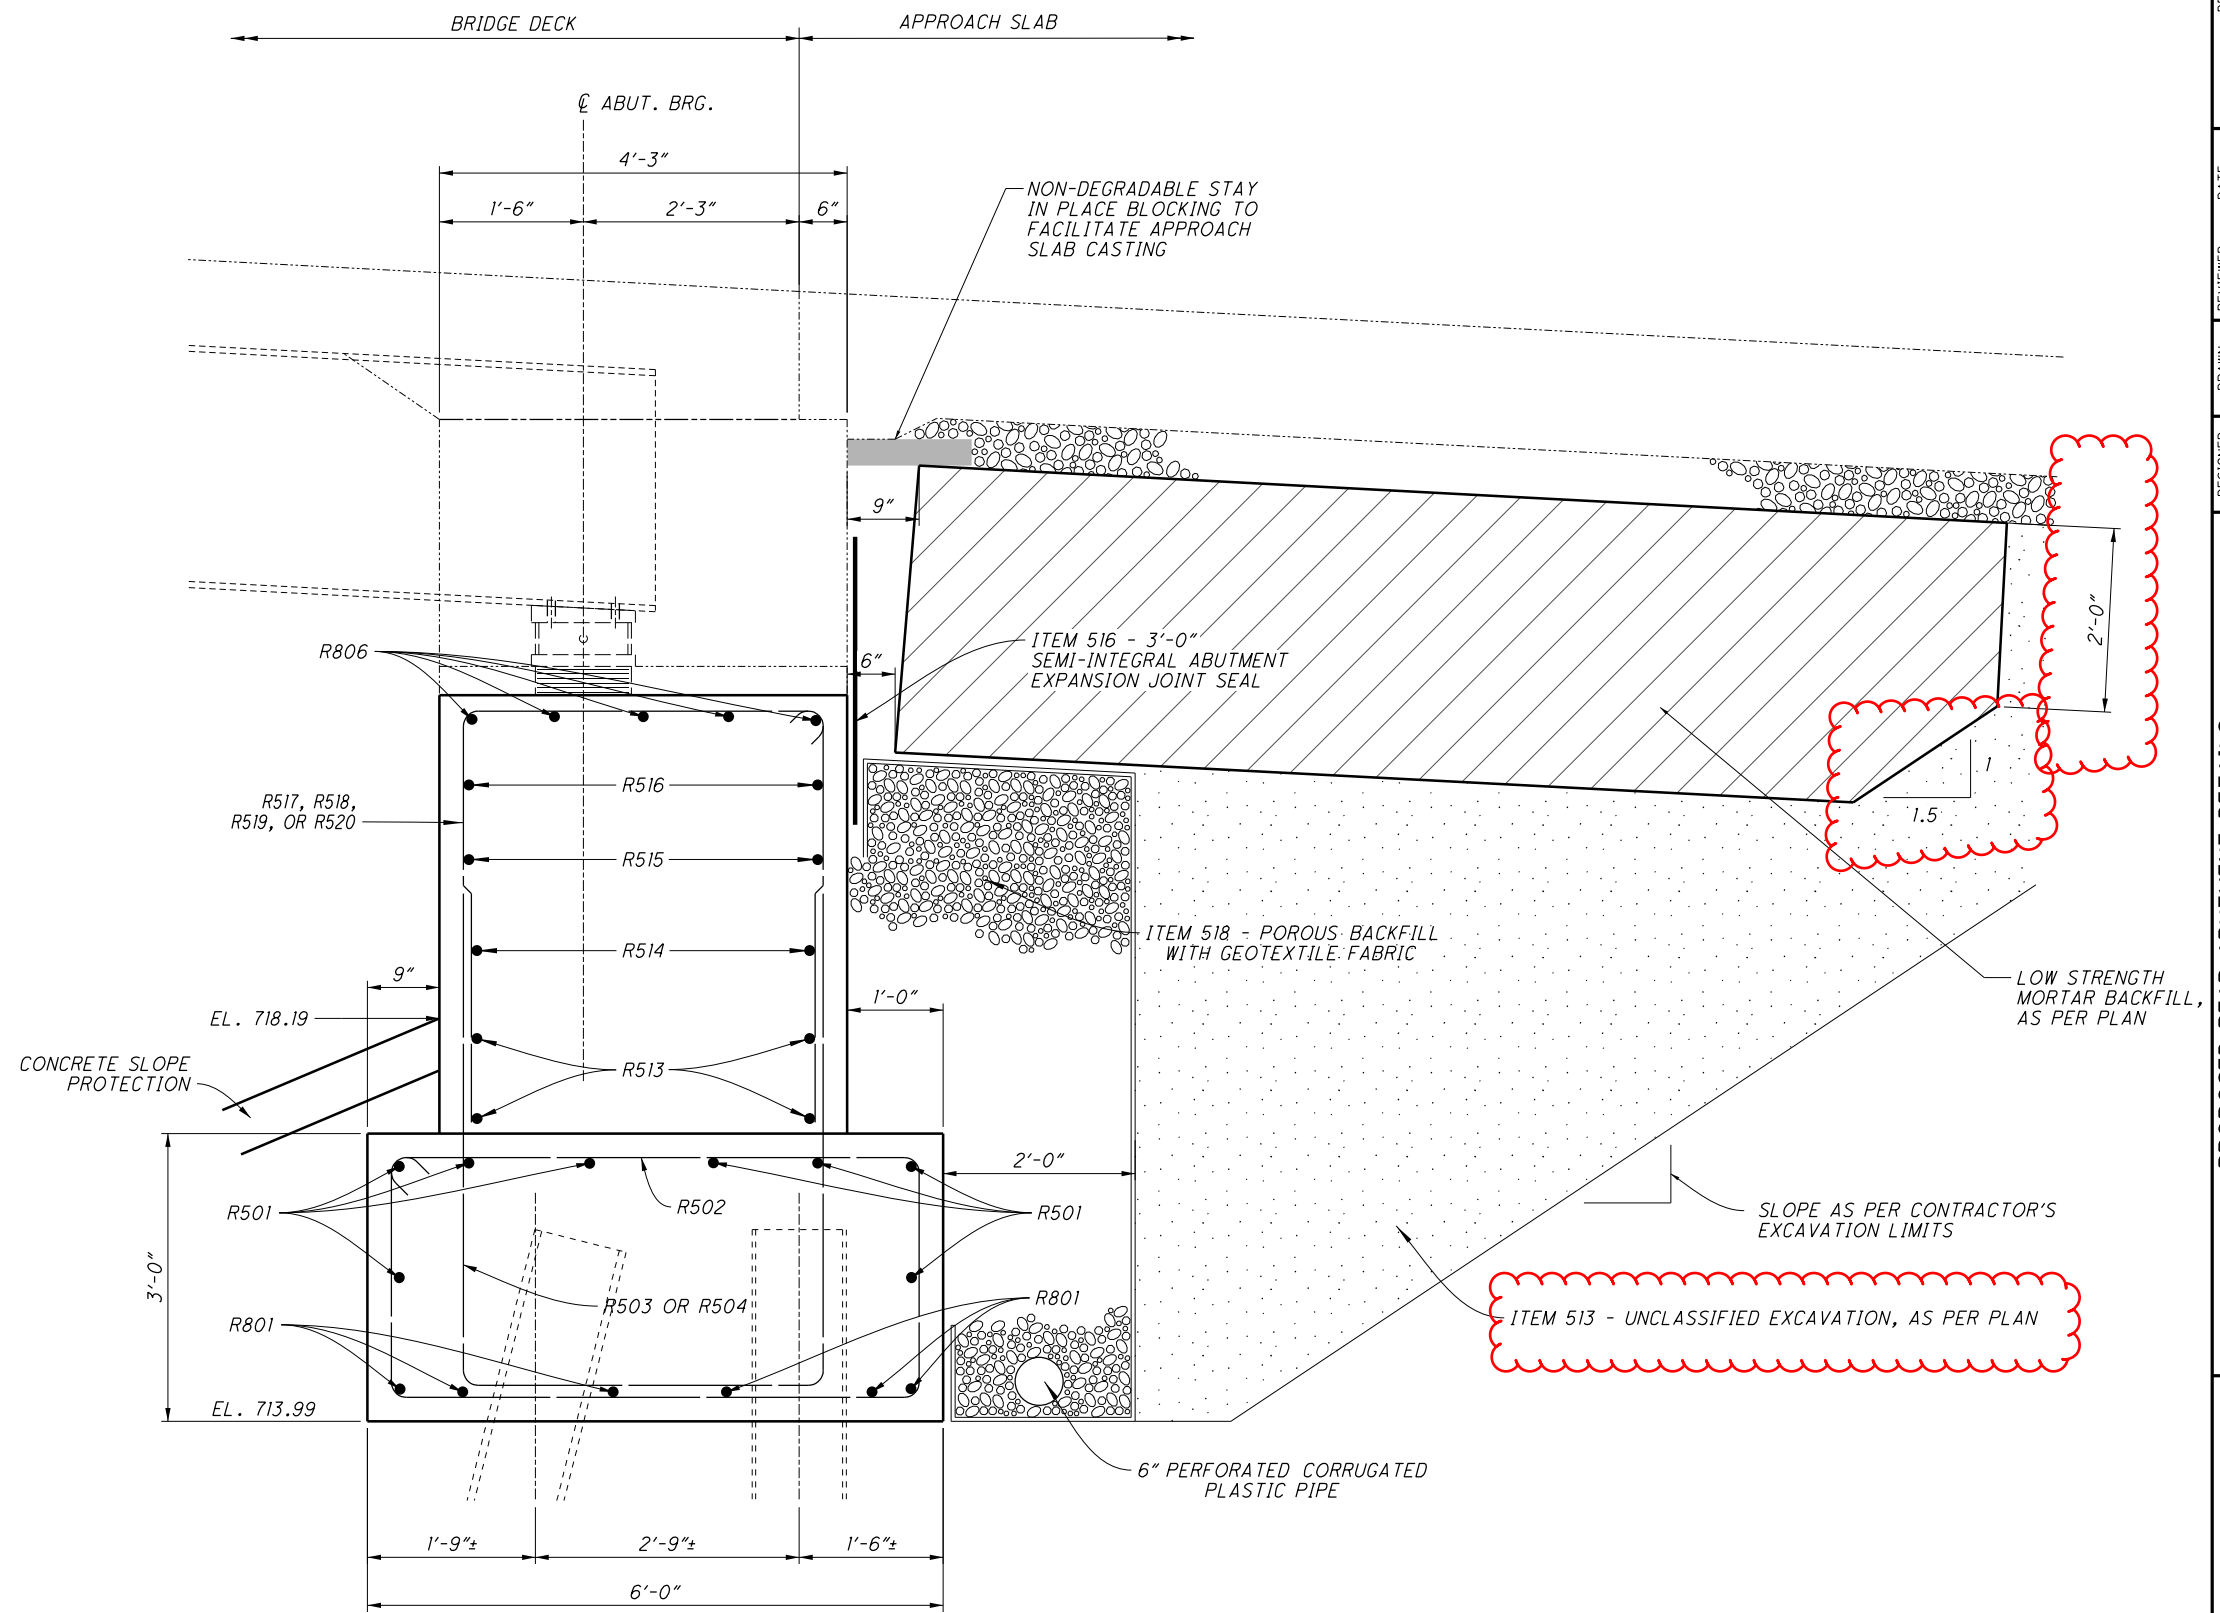 BRIDGE DECK
APPROACH SLAB
℄ ABUT. BRG.
4'-3"
1'-6"
2'-3"
6"
NON-DEGRADABLE STAY
IN PLACE BLOCKING TO
FACILITATE APPROACH
SLAB CASTING
9"
2'-0"
R806
6"
ITEM 516 - 3'-0"
SEMI-INTEGRAL ABUTMENT
EXPANSION JOINT SEAL
R516
1
1.5
R517, R518,
R519, OR R520
R515
R514
ITEM 518 - POROUS BACKFILL
WITH GEOTEXTILE FABRIC
9"
1'-0"
LOW STRENGTH
MORTAR BACKFILL,
AS PER PLAN
EL. 718.19
CONCRETE SLOPE
PROTECTION
R513
2'-0"
R501
R502
R501
SLOPE AS PER CONTRACTOR'S
EXCAVATION LIMITS
3'-0"
R503 OR R504
R801
R801
ITEM 513 - UNCLASSIFIED EXCAVATION, AS PER PLAN
EL. 713.99
6" PERFORATED CORRUGATED
PLASTIC PIPE
1'-9"±
2'-9"±
1'-6"±
6'-0"